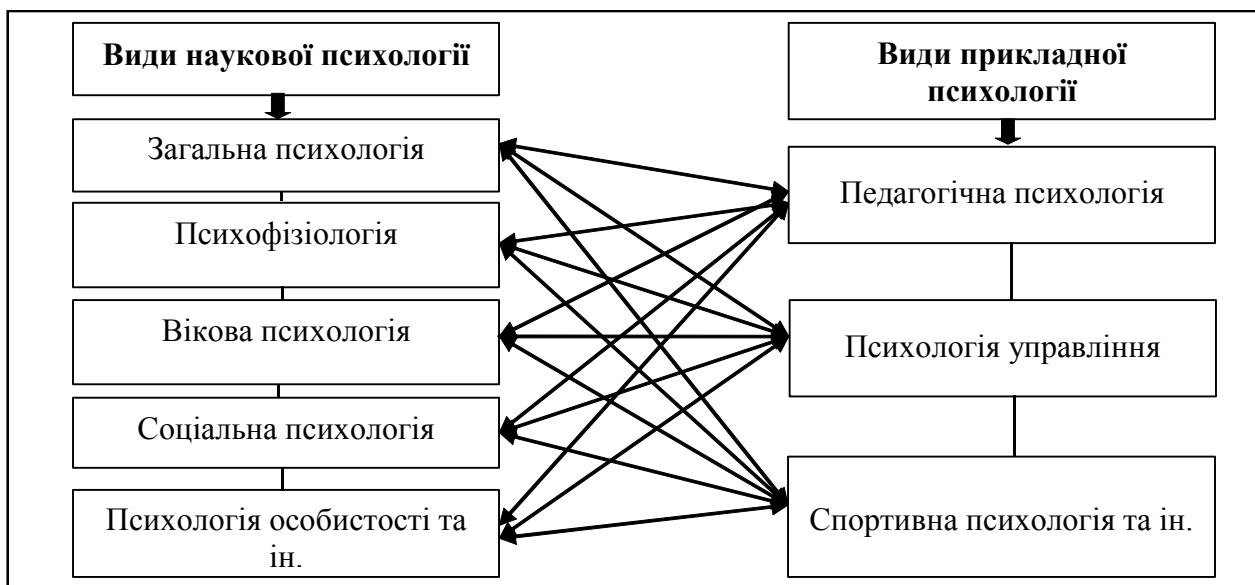 Види наукової психології
Загальна психологія
Психофізіологія
Вікова психологія
Соціальна психологія
Психологія особистості та
ін.
Види прикладної
психології
Педагогічна психологія
Психологія управління
Спортивна психологія та ін.